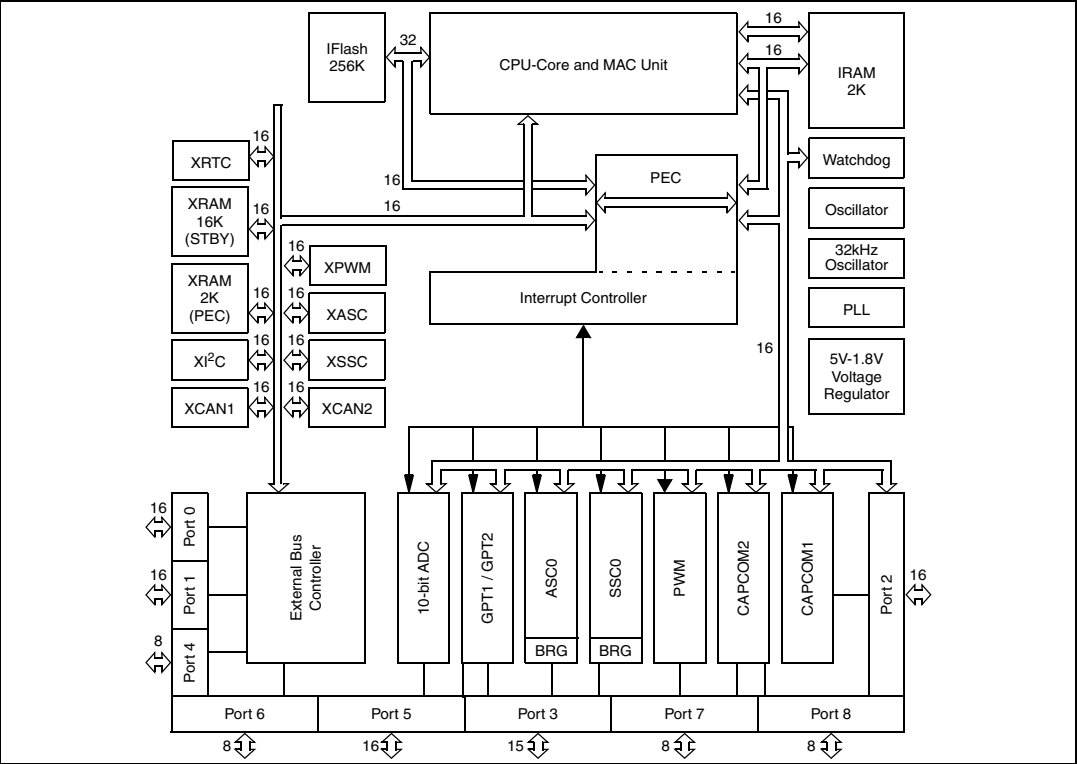 IFlash
256K
32
CPU-Core and MAC Unit
16
16
IRAM
2K
16
XRTC
16
XRAM
16K
(STBY)
16
XRAM
2K
(PEC)
16
XI²C
16
XCAN1
16
XPWM
16
XASC
16
XSSC
16
XCAN2
16
16
PEC
Interrupt Controller
16
Watchdog
Oscillator
32kHz
Oscillator
PLL
5V-1.8V
Voltage
Regulator
16
Port 0
16
Port 1
8
Port 4
External Bus
Controller
10-bit ADC
GPT1 / GPT2
ASC0
BRG
SSC0
BRG
PWM
CAPCOM2
CAPCOM1
Port 2
16
Port 6
Port 5
Port 3
Port 7
Port 8
8
16
15
8
8